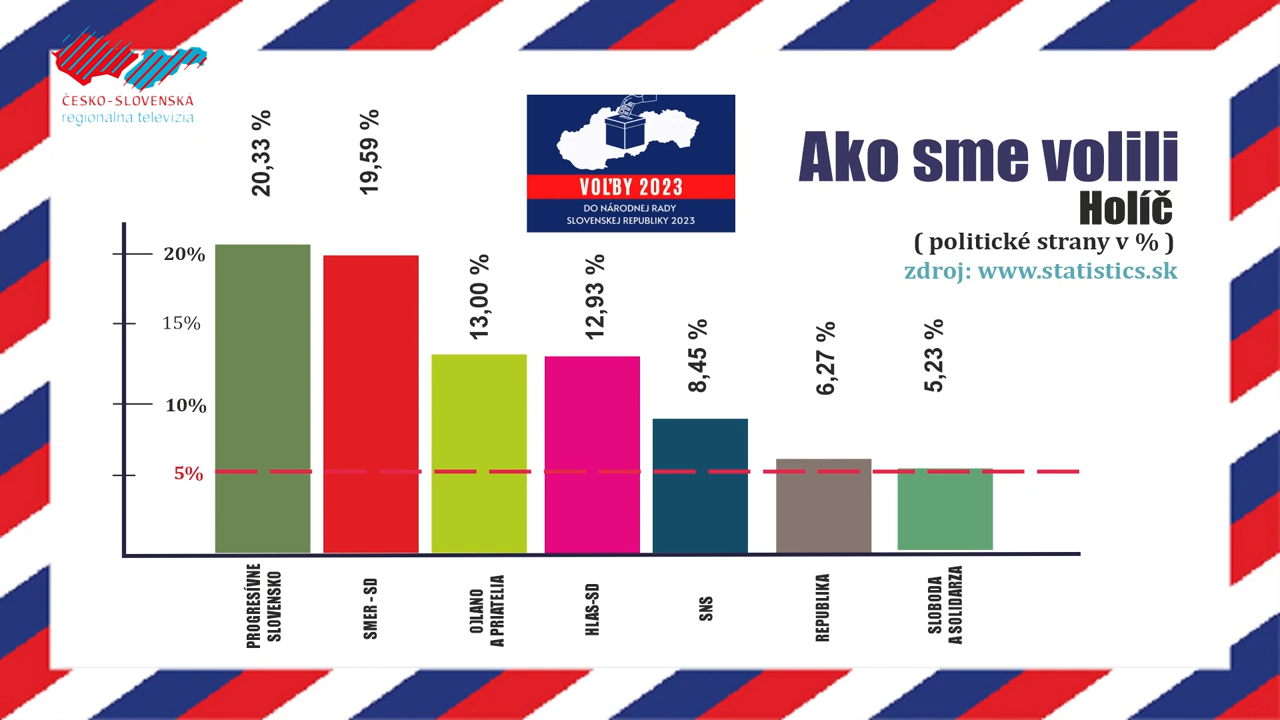 ČESKO-SLOVENSKÁ
regionálna televízia
Ako sme volili
Holíč
( politické strany v % )
zdroj: www.statistics.sk
VOĽBY 2023
DO NÁRODNEJ RADY
SLOVENSKEJ REPUBLIKY 2023
20,33 %
19,59 %
13,00 %
12,93 %
8,45 %
6,27 %
5,23 %
20%
15%
10%
5%
PROGRESÍVNE
SLOVENSKO
SMER - SD
OJLANO
A PRIATELIA
HLAS-SD
SNS
REPUBLIKA
SLOBODA
A SOLIDARZA